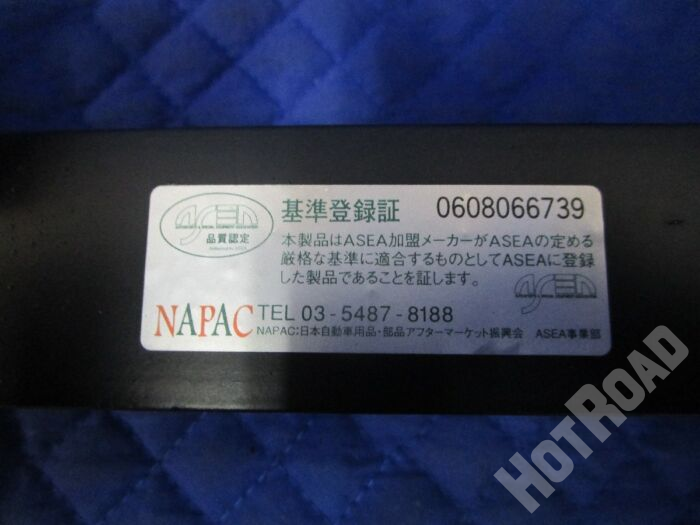 ASEA
品質認定
基準登録証 0608066739
本製品はASEA加盟メーカーがASEAの定める
厳格な基準に適合するものとしてASEAに登録
した製品であることを証します。
ASEA
NAPAC TEL 03-5487-8188
NAPAC:日本自動車用品・部品アフターマーケット振興会 ASEA事業部
HOTROAD